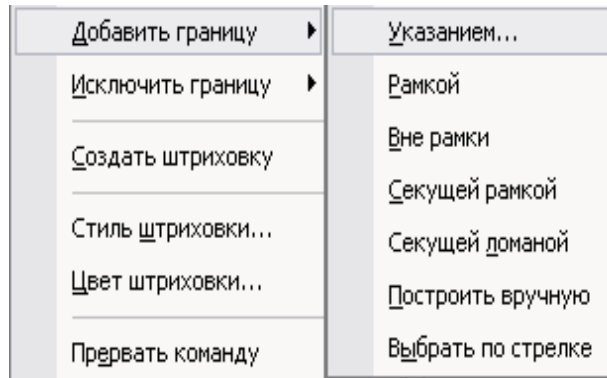 Добавить границу
Исключить границу
Создать штриховку
Стиль штриховки...
Цвет штриховки...
Прервать команду
Указанием...
Рамкой
Вне рамки
Секущей рамкой
Секущей ломаной
Построить вручную
Выбрать по стрелке